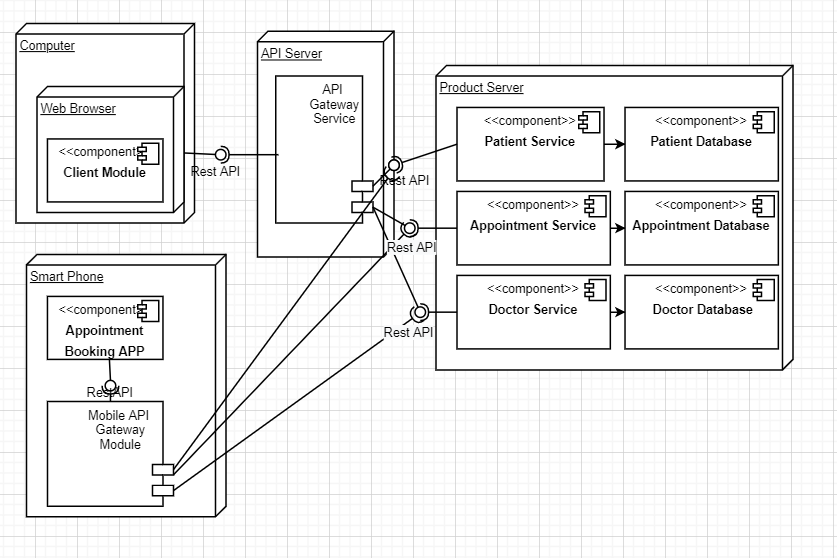 Computer
Web Browser
<<component>>
Client Module
Rest API
API Server
API
Gateway
Service
Rest API
Rest API
Rest API
Product Server
<<component>>
Patient Service
<<component>>
Patient Database
<<component>>
Appointment Service
<<component>>
Appointment Database
<<component>>
Doctor Service
<<component>>
Doctor Database
Smart Phone
<<component>>
Appointment
Booking APP
Rest API
Mobile API
Gateway
Module